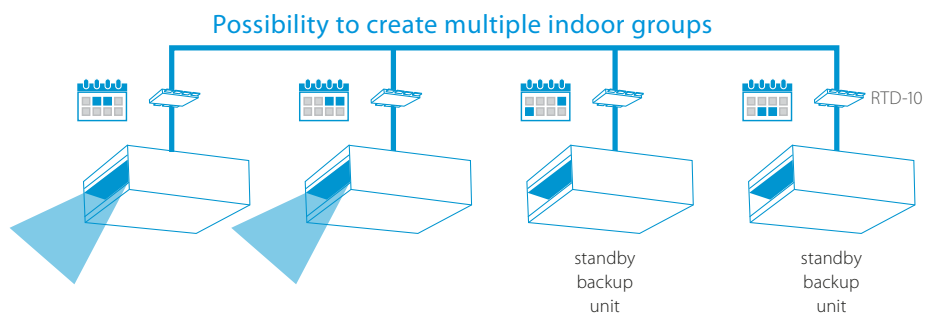 Possibility to create multiple indoor groups
RTD-10
standby
backup
unit
standby
backup
unit